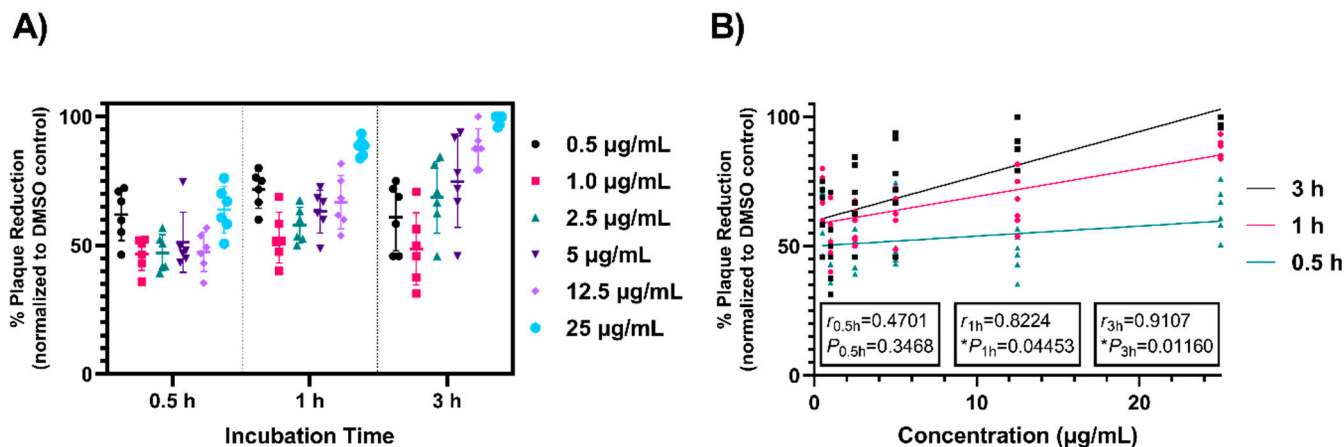 A)
% Plaque Reduction
(normalized to DMSO control)
100
50
0
0.5 h
1 h
3 h
Incubation Time
0.5 µg/mL
1.0 µg/mL
2.5 µg/mL
5 µg/mL
12.5 µg/mL
25 µg/mL
B)
% Plaque Reduction
(normalized to DMSO control)
100
50
0
r0.5h=0.4701
P0.5h=0.3468
r1h=0.8224
*P1h=0.04453
r3h=0.9107
*P3h=0.01160
0
10
20
Concentration (µg/mL)
3 h
1 h
0.5 h